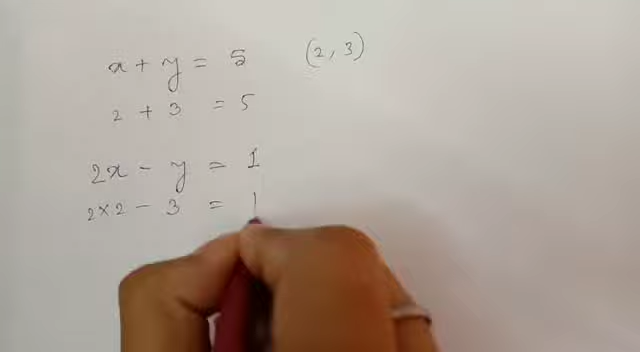 x + y = 5 (2, 3)
2 + 3 = 5
2x - y = 1
2×2 - 3 = 1